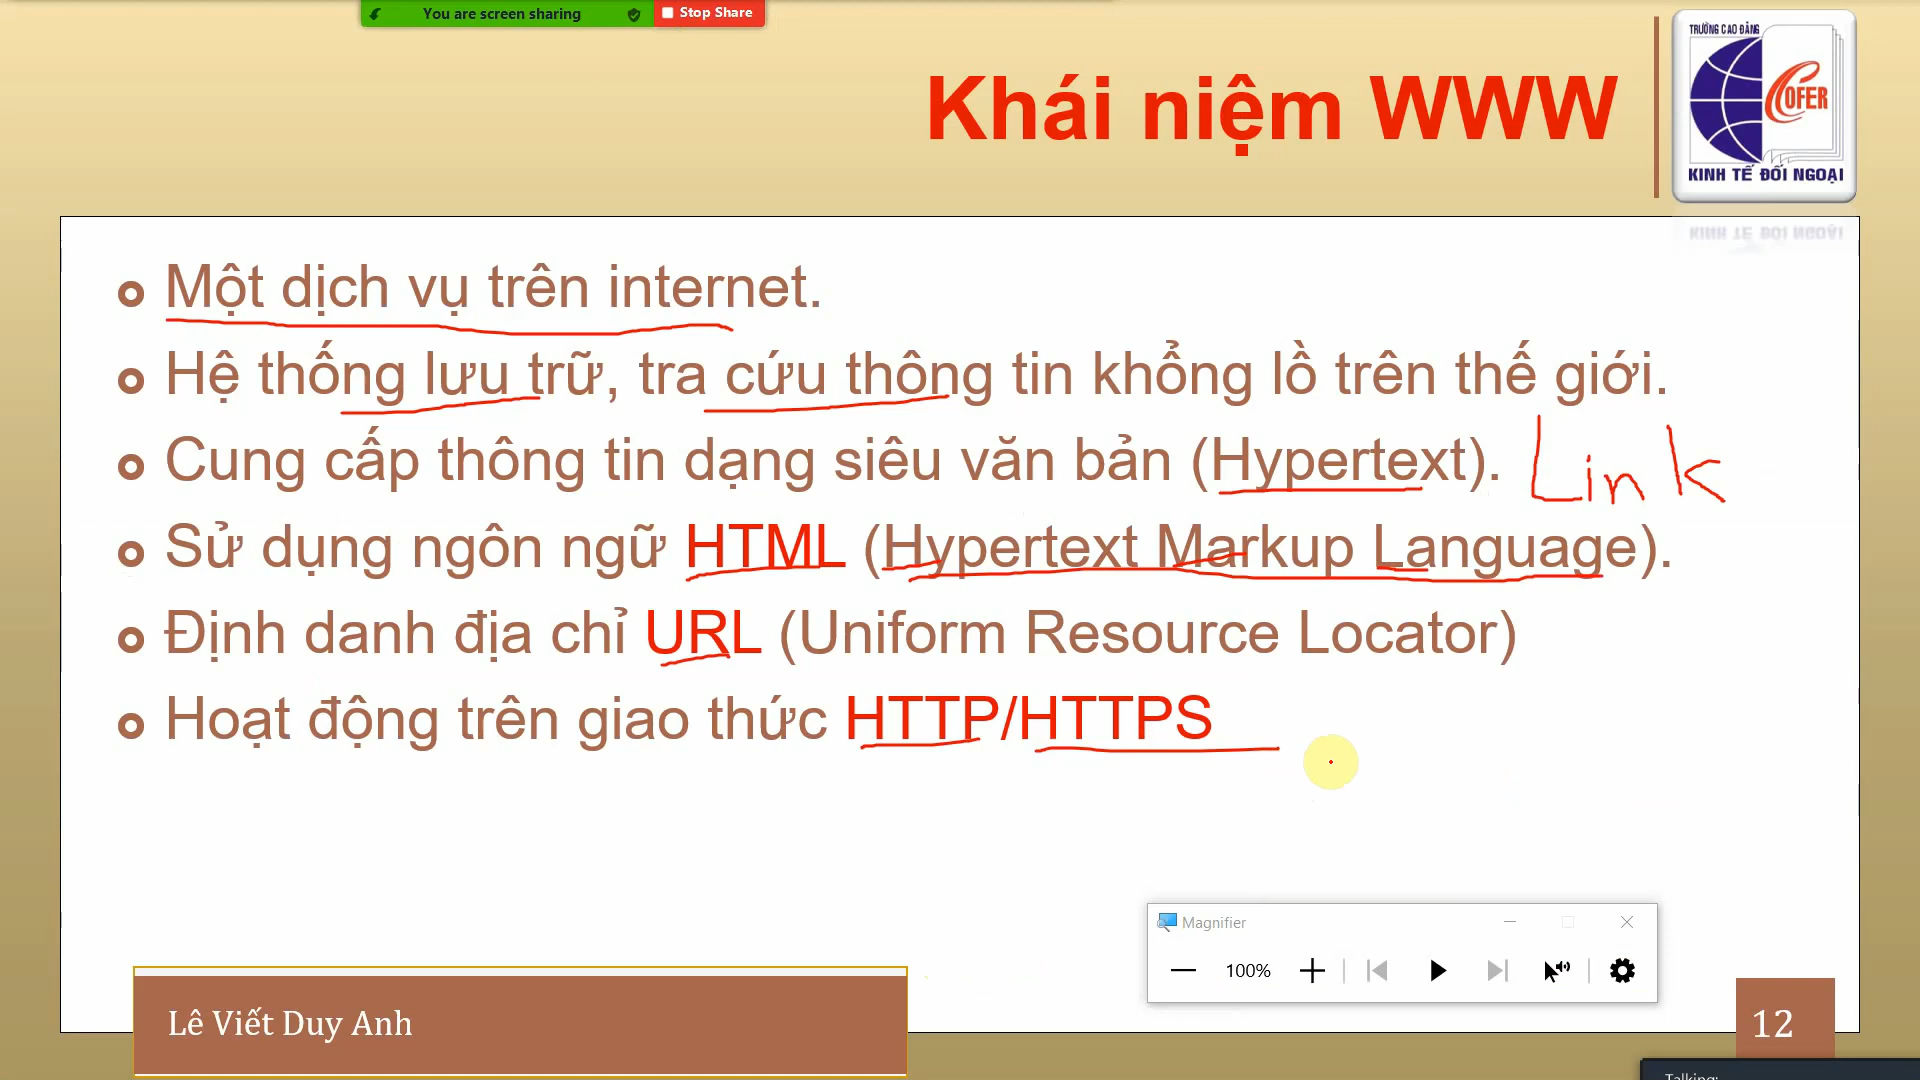 You are screen sharing
Stop Share
Khái niệm WWW
TRƯỜNG CAO ĐẲNG
COFER
KINH TẾ ĐỐI NGOẠI
Một dịch vụ trên internet.
Hệ thống lưu trữ, tra cứu thông tin khổng lồ trên thế giới.
Cung cấp thông tin dạng siêu văn bản (Hypertext). Link
Sử dụng ngôn ngữ HTML (Hypertext Markup Language).
Định danh địa chỉ URL (Uniform Resource Locator)
Hoạt động trên giao thức HTTP/HTTPS
Magnifier
100%
Lê Viết Duy Anh
12
Talking: